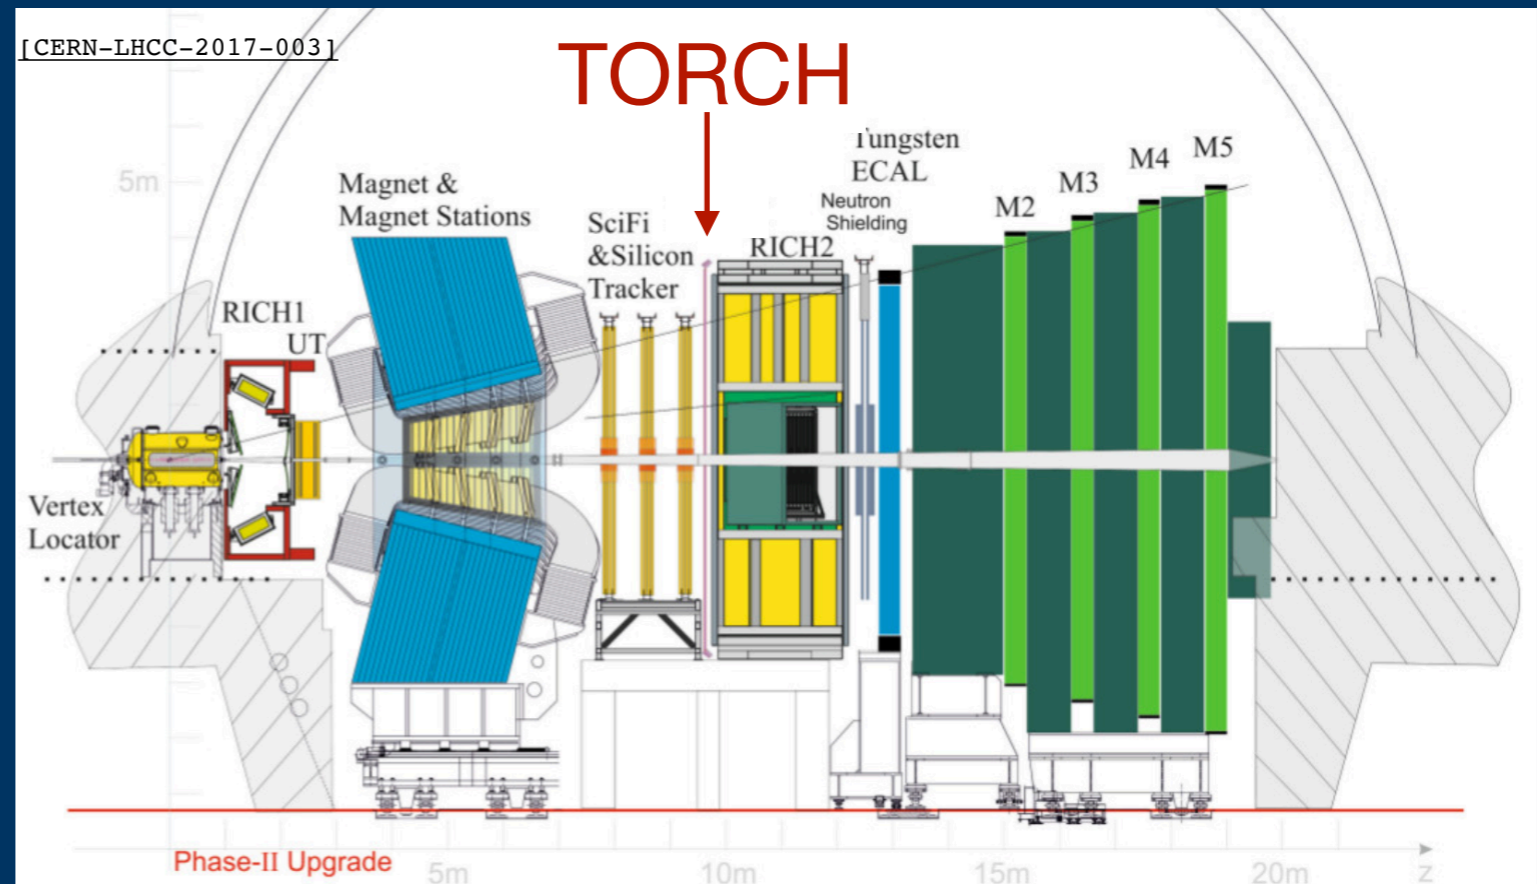 [CERN-LHCC-2017-003]
TORCH
5m
Magnet &
Magnet Stations
SciFi
&Silicon
Tracker
RICH2
Tungsten
ECAL
Neutron
Shielding
M2
M3
M4
M5
RICH1
UT
Vertex
Locator
Phase-II Upgrade
5m
10m
15m
20m
z